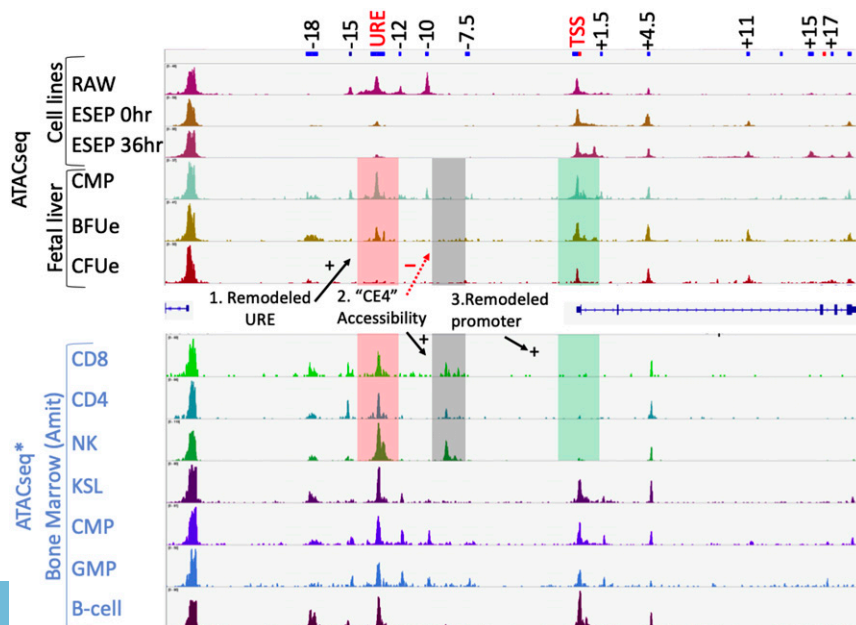 -18 -15 URE -12 -10 -7.5 TSS +1.5 +4.5 +11 +15 +17
ATACseq
Cell lines
RAW
ESEP 0hr
ESEP 36hr
Fetal liver
CMP
BFUe
CFUe
+
–
1. Remodeled
URE
2. “CE4”
Accessibility
+
3.Remodeled
promoter
+
ATACseq*
Bone Marrow (Amit)
CD8
CD4
NK
KSL
CMP
GMP
B-cell